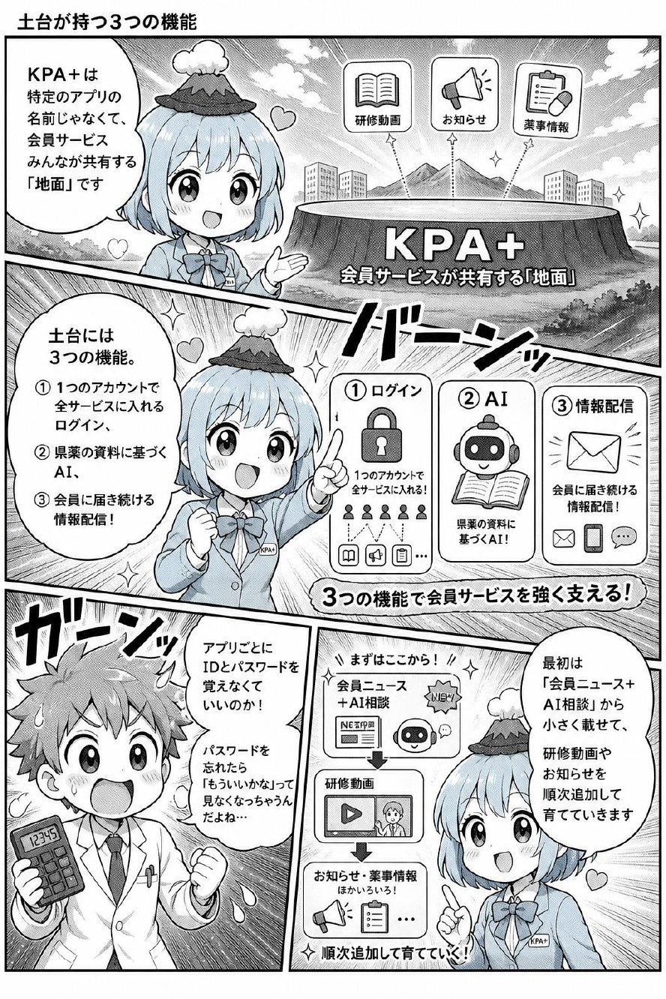 土台が持つ3つの機能
KPA+は
特定のアプリの
名前じゃなくて、
会員サービス
みんなが共有する
「地面」です
研修動画
お知らせ
薬事情報
KPA+
会員サービスが共有する「地面」
土台には
3つの機能。
① 1つのアカウントで
全サービスに入れる
ログイン、
② 県薬の資料に基づく
AI、
③ 会員に届き続ける
情報配信！
バーンッ
① ログイン
1つのアカウントで
全サービスに入れる！
…
② AI
県薬の資料に
基づくAI！
③ 情報配信
会員に届き続ける
情報配信！
KPA+
3つの機能で会員サービスを強く支える！
ガーンッ
アプリごとに
IDとパスワードを
覚えなくて
いいのか！
パスワードを
忘れたら
「もういいかな」って
見なくなっちゃうん
だよね…
12345
まずはここから！
会員ニュース
+AI相談
NEW
研修動画
お知らせ・薬事情報
ほかいろいろ！
…
順次追加して育てていく！
最初は
「会員ニュース+
AI相談」から
小さく載せて、
研修動画や
お知らせを
順次追加して
育てていきます
KPA+